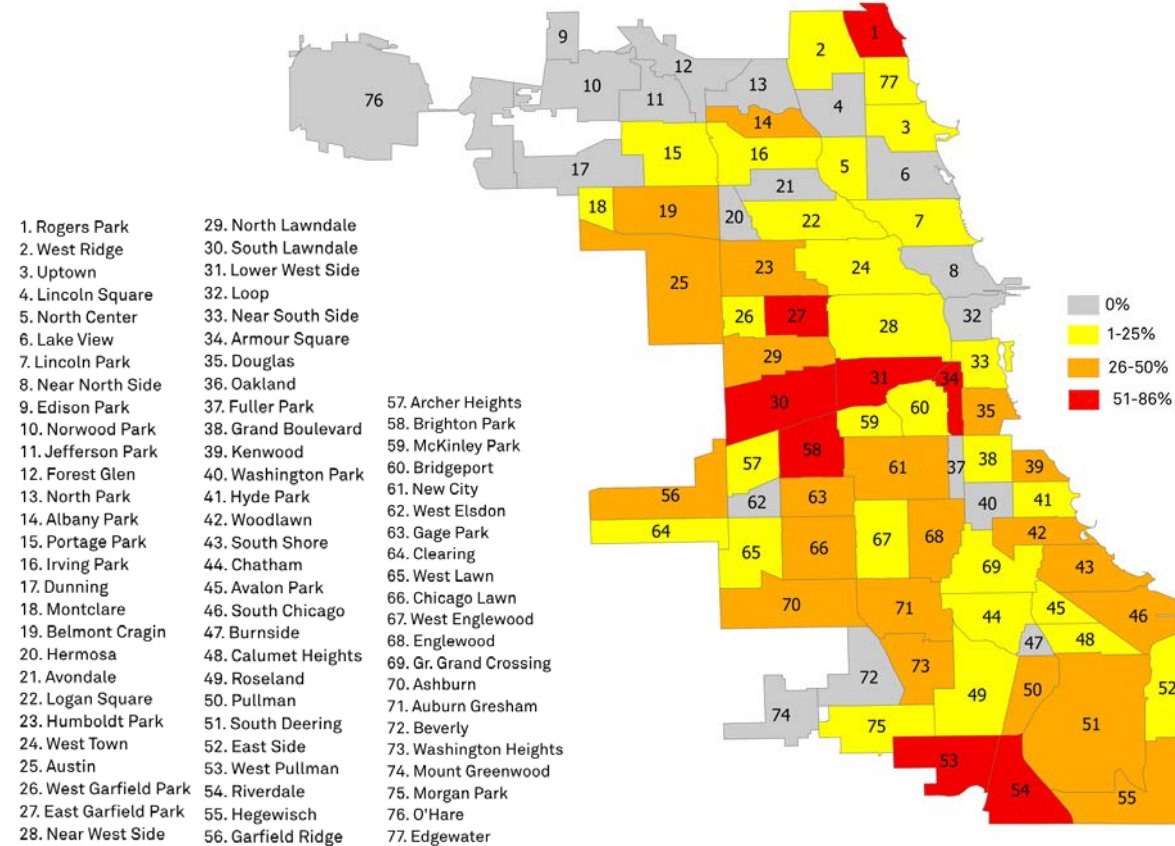 1. Rogers Park
2. West Ridge
3. Uptown
4. Lincoln Square
5. North Center
6. Lake View
7. Lincoln Park
8. Near North Side
9. Edison Park
10. Norwood Park
11. Jefferson Park
12. Forest Glen
13. North Park
14. Albany Park
15. Portage Park
16. Irving Park
17. Dunning
18. Montclare
19. Belmont Cragin
20. Hermosa
21. Avondale
22. Logan Square
23. Humboldt Park
24. West Town
25. Austin
26. West Garfield Park
27. East Garfield Park
28. Near West Side
29. North Lawndale
30. South Lawndale
31. Lower West Side
32. Loop
33. Near South Side
34. Armour Square
35. Douglas
36. Oakland
37. Fuller Park
38. Grand Boulevard
39. Kenwood
40. Washington Park
41. Hyde Park
42. Woodlawn
43. South Shore
44. Chatham
45. Avalon Park
46. South Chicago
47. Burnside
48. Calumet Heights
49. Roseland
50. Pullman
51. South Deering
52. East Side
53. West Pullman
54. Riverdale
55. Hegewisch
56. Garfield Ridge
57. Archer Heights
58. Brighton Park
59. McKinley Park
60. Bridgeport
61. New City
62. West Elsdon
63. Gage Park
64. Clearing
65. West Lawn
66. Chicago Lawn
67. West Englewood
68. Englewood
69. Gr. Grand Crossing
70. Ashburn
71. Auburn Gresham
72. Beverly
73. Washington Heights
74. Mount Greenwood
75. Morgan Park
76. O'Hare
77. Edgewater
1
9
2
12
77
10
13
76
11
4
14
3
15
16
5
17
21
6
18
19
20
22
7
23
24
8
25
26
27
28
32
29
33
31
34
30
35
60
59
58
57
61
37
38
39
56
62
63
40
41
64
65
66
67
68
42
69
43
70
71
44
45
46
47
48
72
73
49
50
52
74
75
51
53
54
55
0%
1-25%
26-50%
51-86%